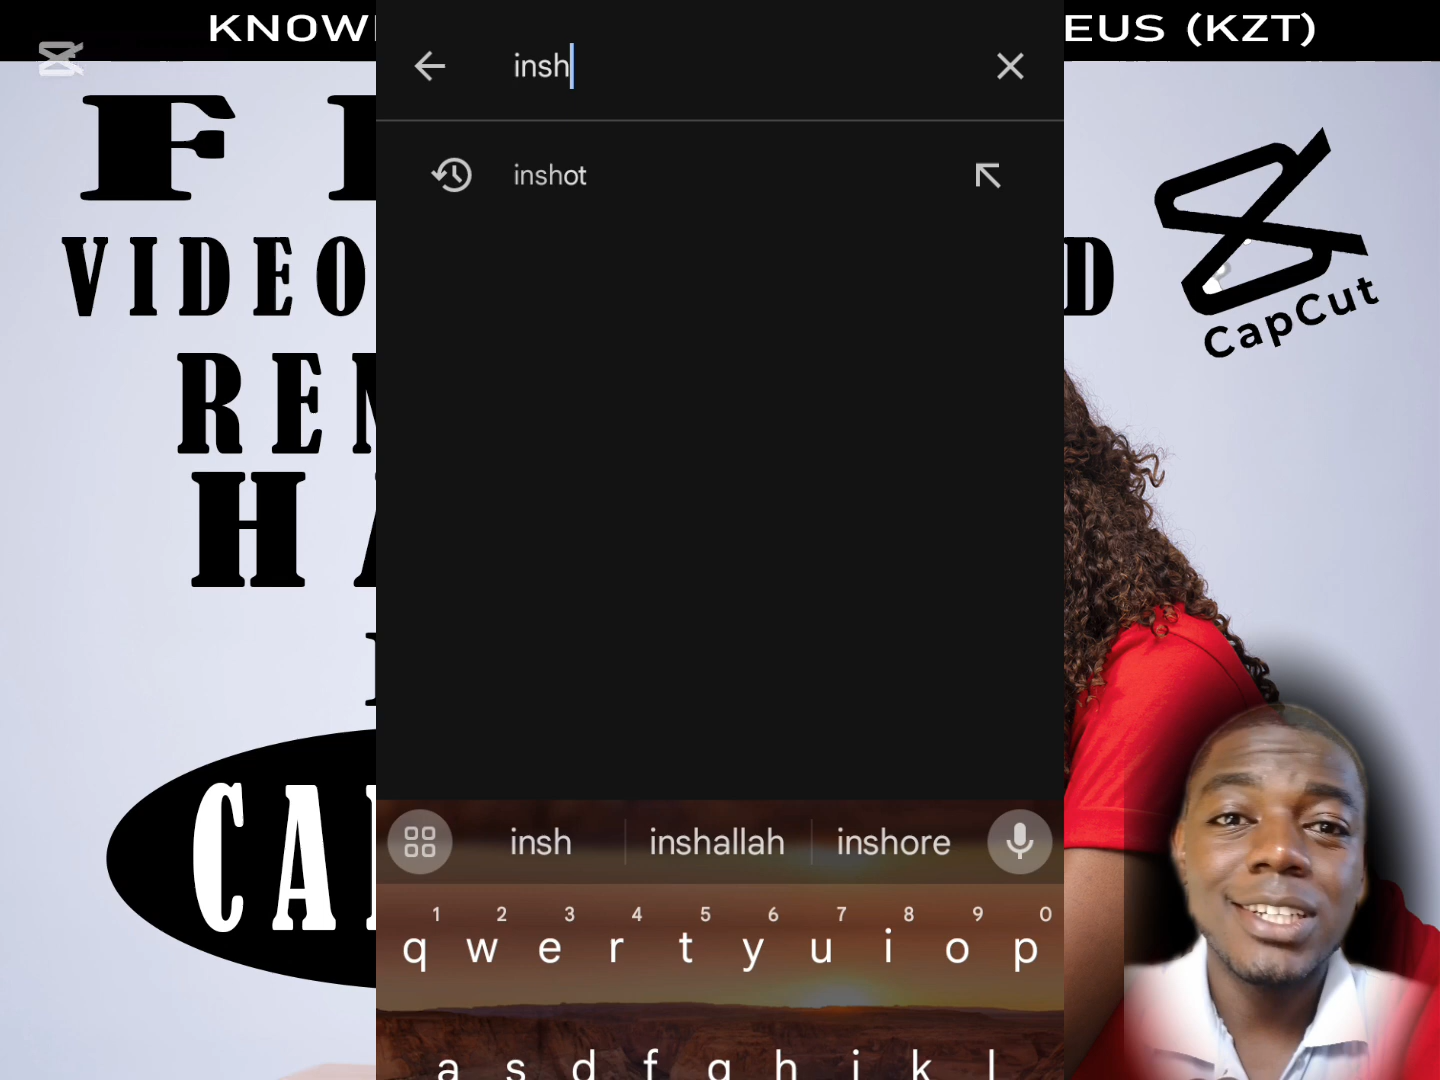 KNOW
EUS (KZT)
insh
inshot
F
VIDEO
D
CapCut
REN
H
CA
insh inshallah inshore
1 2 3 4 5 6 7 8 9 0
q w e r t y u i o p
a s d f g h j k l